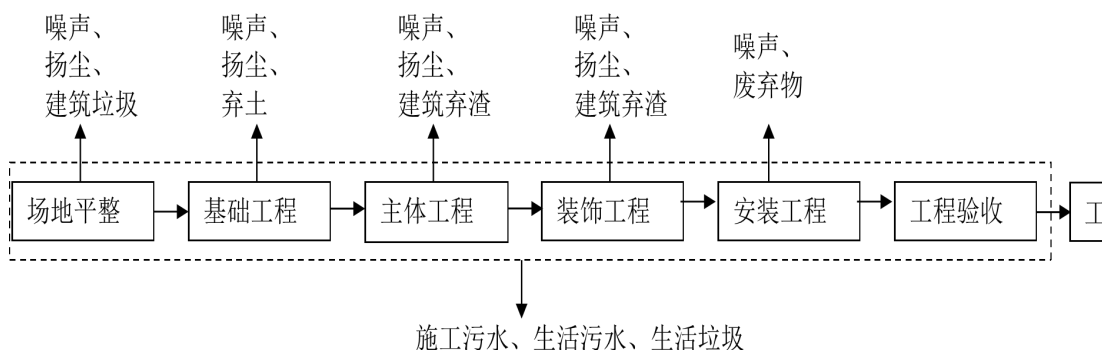 噪声、
扬尘、
建筑垃圾
噪声、
扬尘、
弃土
噪声、
扬尘、
建筑弃渣
噪声、
扬尘、
建筑弃渣
噪声、
废弃物
场地平整
基础工程
主体工程
装饰工程
安装工程
工程验收
工
施工污水、生活污水、生活垃圾